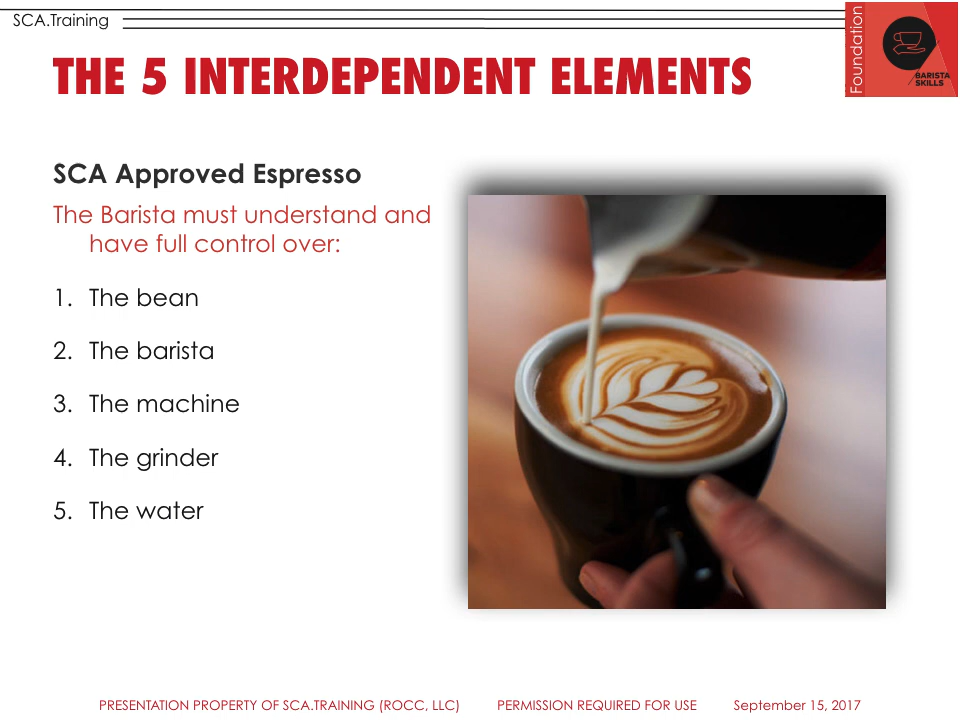 SCA.Training
Foundation
BARISTA
SKILLS
THE 5 INTERDEPENDENT ELEMENTS
SCA Approved Espresso
The Barista must understand and
have full control over:
1. The bean
2. The barista
3. The machine
4. The grinder
5. The water
PRESENTATION PROPERTY OF SCA.TRAINING (ROCC, LLC) PERMISSION REQUIRED FOR USE September 15, 2017